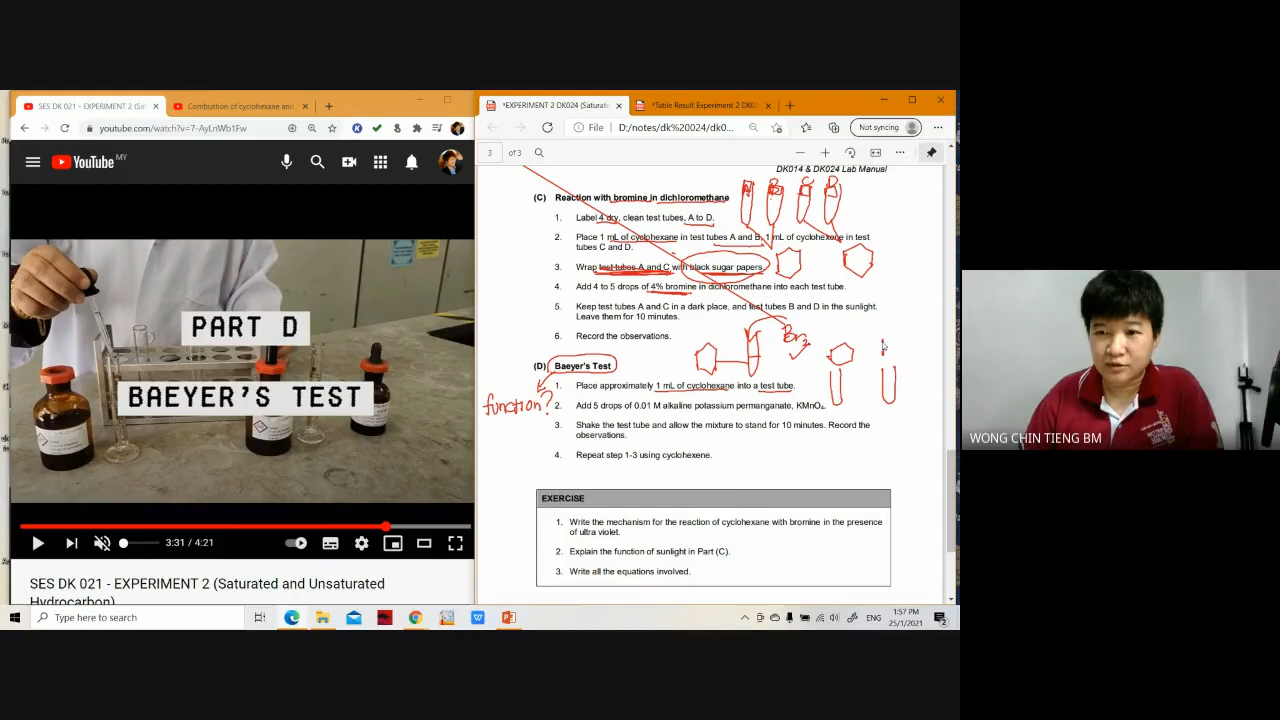 SES DK 021 - EXPERIMENT 2 (Sat
Combustion of cyclohexane and
youtube.com/watch?v=7-AyLnWb1Fw
YouTube MY
PART D
BAEYER'S TEST
3:31 / 4:21
SES DK 021 - EXPERIMENT 2 (Saturated and Unsaturated
Hydrocarbon)
*EXPERIMENT 2 DK024 (Saturate
*Table Result Experiment 2 DK0
File D:/notes/dk%20024/dk0...
Not syncing
3 of 3
DK014 & DK024 Lab Manual
A B C D
(C) Reaction with bromine in dichloromethane
1. Label 4 dry, clean test tubes, A to D.
2. Place 1 mL of cyclohexane in test tubes A and B, 1 mL of cyclohexene in test
tubes C and D.
3. Wrap test tubes A and C with black sugar papers.
4. Add 4 to 5 drops of 4% bromine in dichloromethane into each test tube.
5. Keep test tubes A and C in a dark place, and test tubes B and D in the sunlight.
Leave them for 10 minutes.
6. Record the observations.
Br2
(D) Baeyer's Test
function?
1. Place approximately 1 mL of cyclohexane into a test tube.
2. Add 5 drops of 0.01 M alkaline potassium permanganate, KMnO4.
3. Shake the test tube and allow the mixture to stand for 10 minutes. Record the
observations.
4. Repeat step 1-3 using cyclohexene.
EXERCISE
1. Write the mechanism for the reaction of cyclohexane with bromine in the presence
of ultra violet.
2. Explain the function of sunlight in Part (C).
3. Write all the equations involved.
WONG CHIN TIENG BM
Type here to search
ENG
1:57 PM
25/1/2021
2